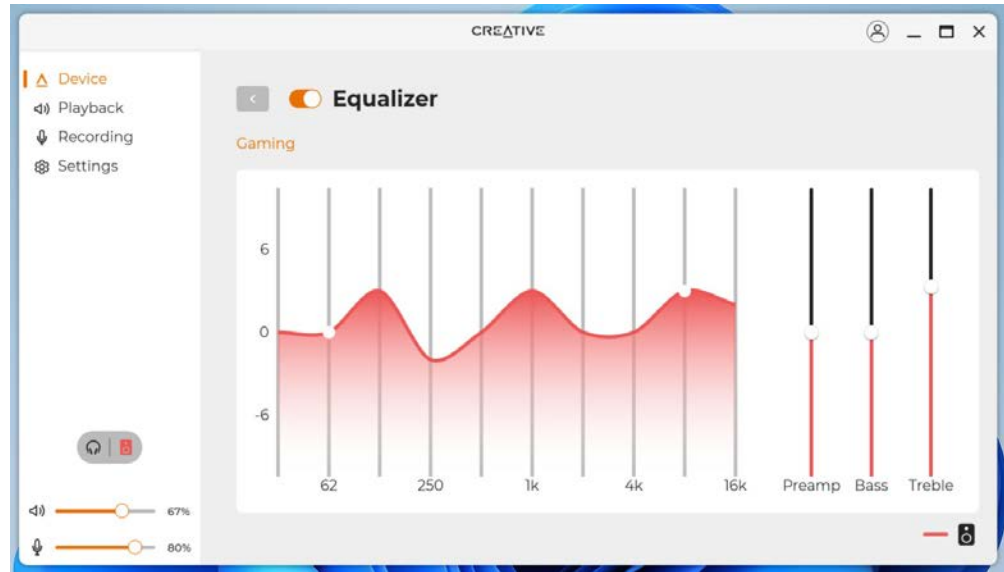 CREATIVE
Device
Playback
Recording
Settings
Equalizer
Gaming
6
0
-6
62 250 1k 4k 16k Preamp Bass Treble
67%
80%